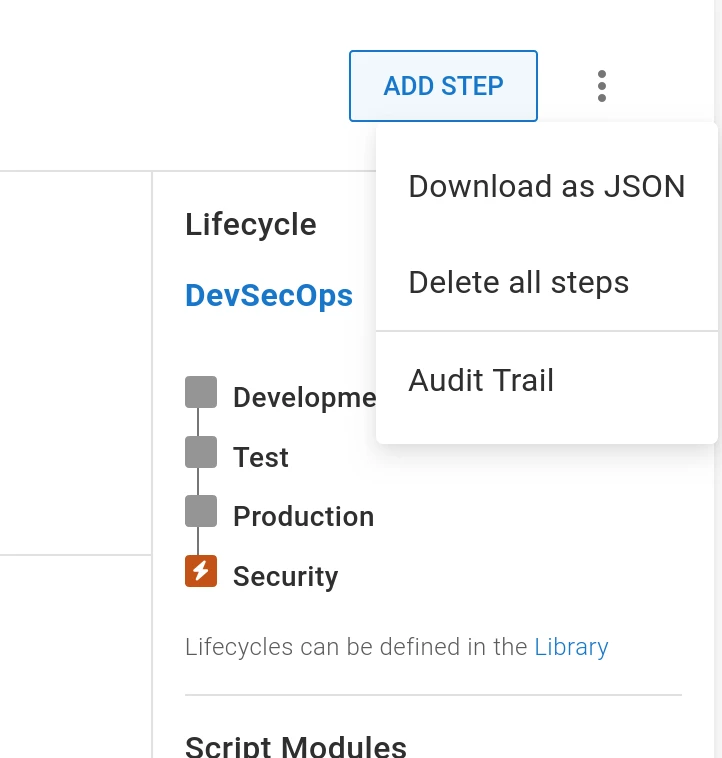 ADD STEP
Download as JSON
Delete all steps
Audit Trail
Lifecycle
DevSecOps
Developme
Test
Production
Security
Lifecycles can be defined in the Library
Script Modules